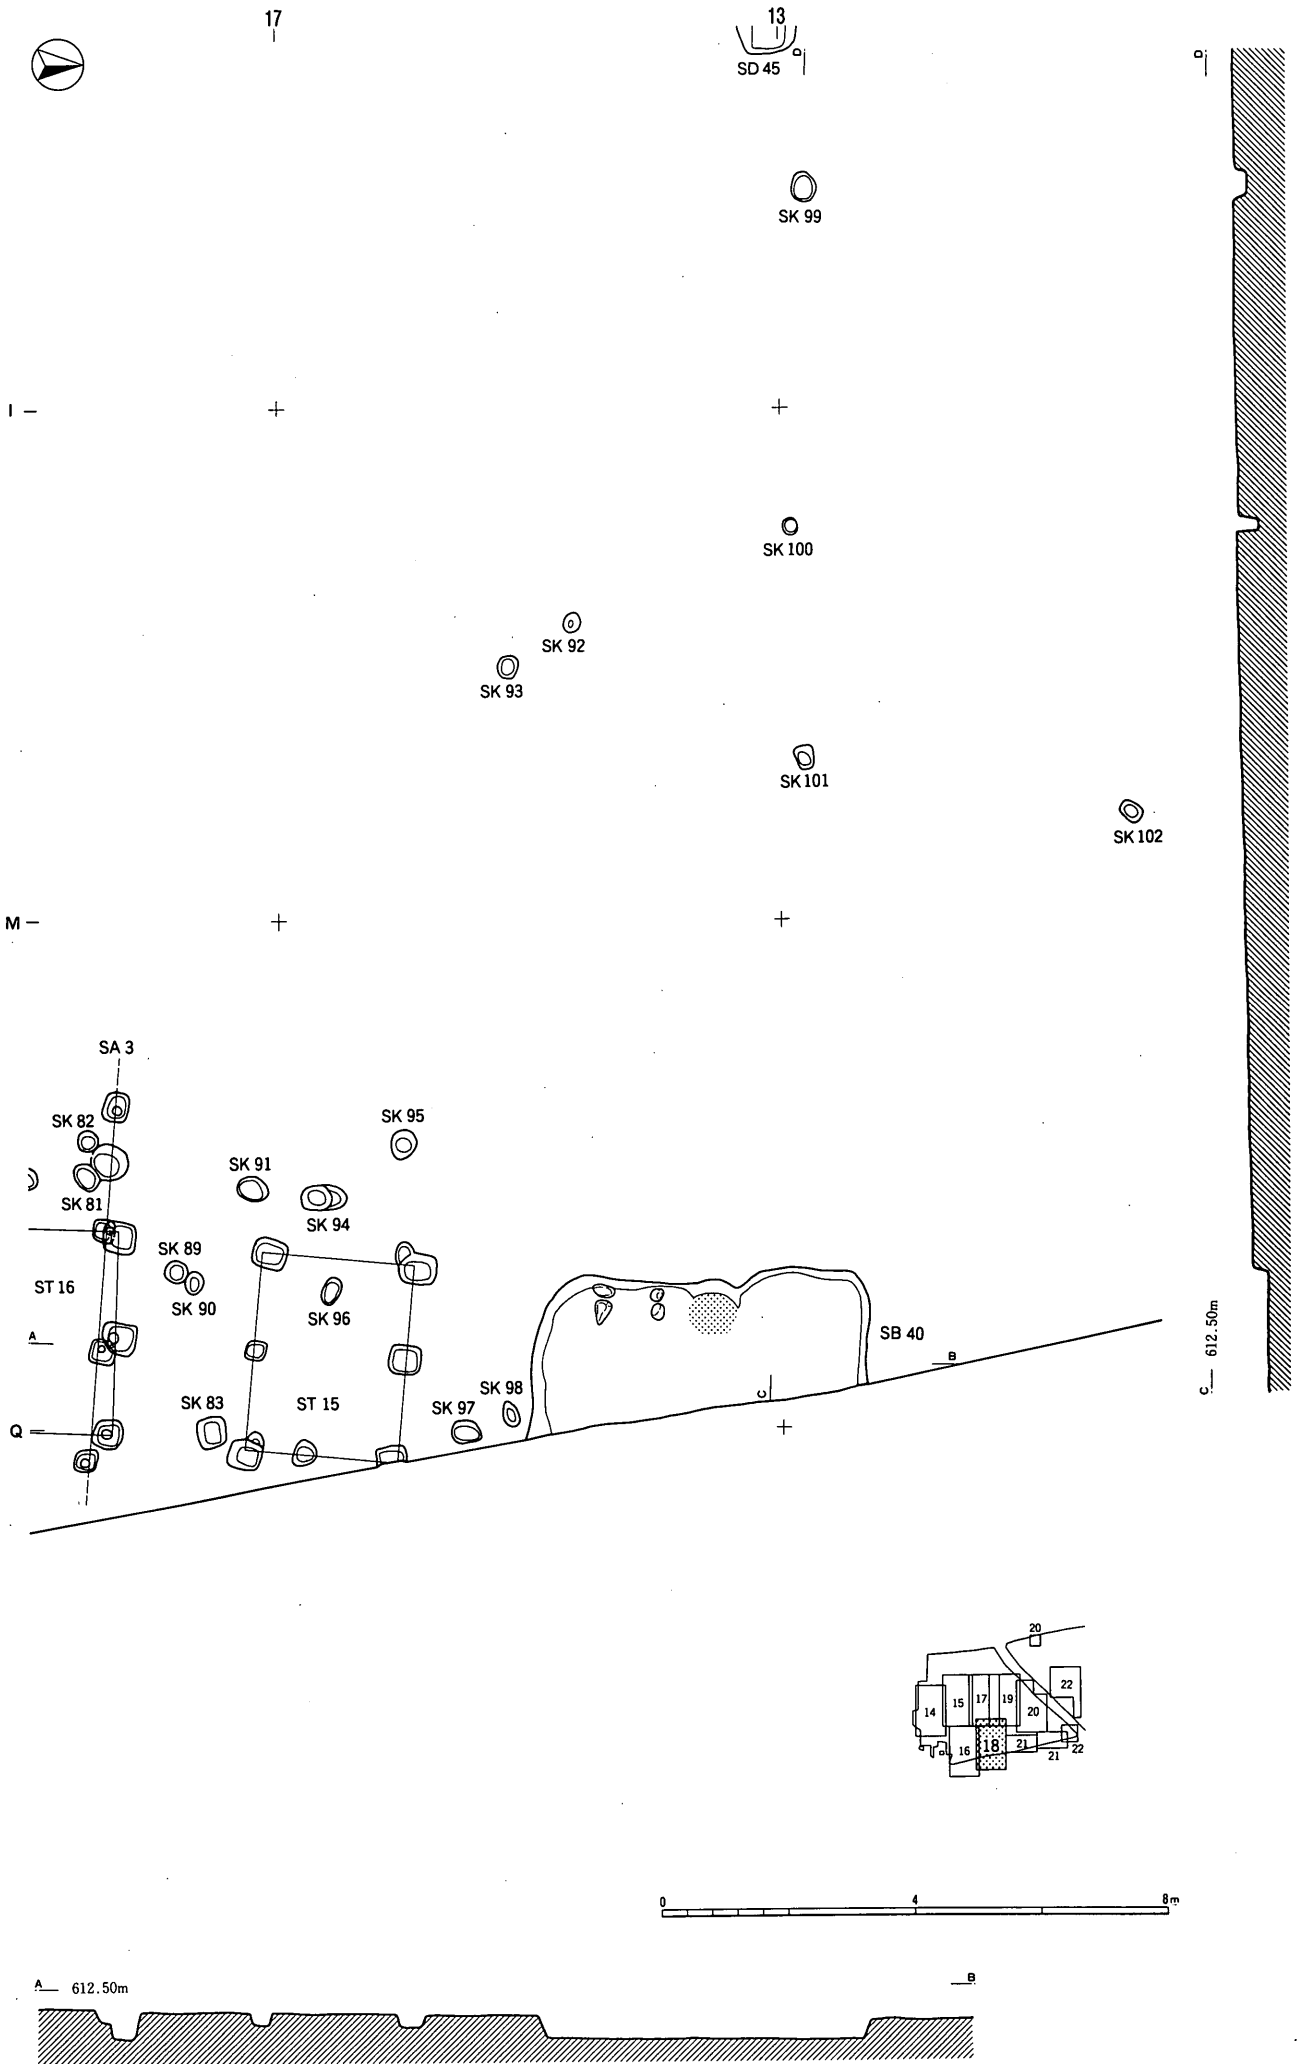 17
13
D
D
SD 45
SK 99
I
SK 100
SK 92
SK 93
SK 101
SK 102
M
SA 3
SK 82
SK 95
SK 91
SK 81
SK 94
SK 89
ST 16
SK 90
SK 96
A
SB 40
B
612.50m
C
C
SK 83
ST 15
SK 98
SK 97
Q
20
22
15
17
19
14
20
16
18
21
21
22
0
4
8m
A
612.50m
B